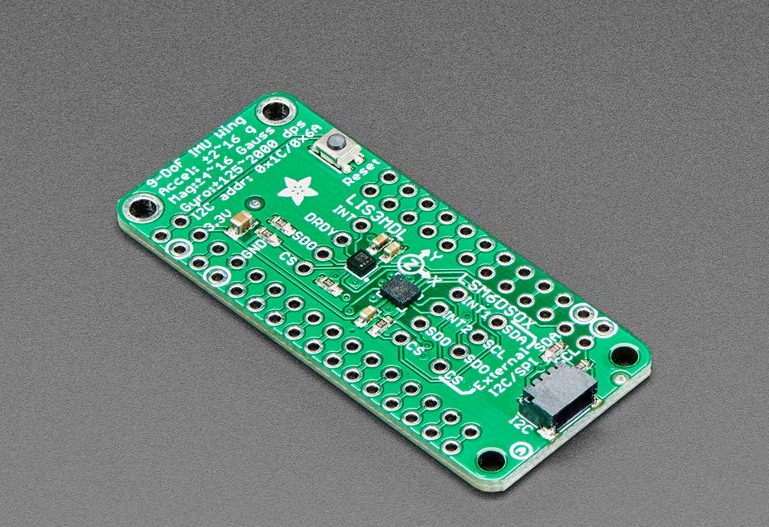 9-DoF IMU Wing
Accel: ±2~16 g
Mag:±4~16 Gauss
Gyro:±125~2000 dps
I2C addr: 0x1C/0x6A
Reset
3.3V
GND
LIS3MDL
INT
DRDY
SDO
CS
Y
Z
X
LSM6DSOX
INT1
INT2
SDO
CS
SDA
SCL
SDO
CS
External
I2C/SPI
SDA
SCL
I2C